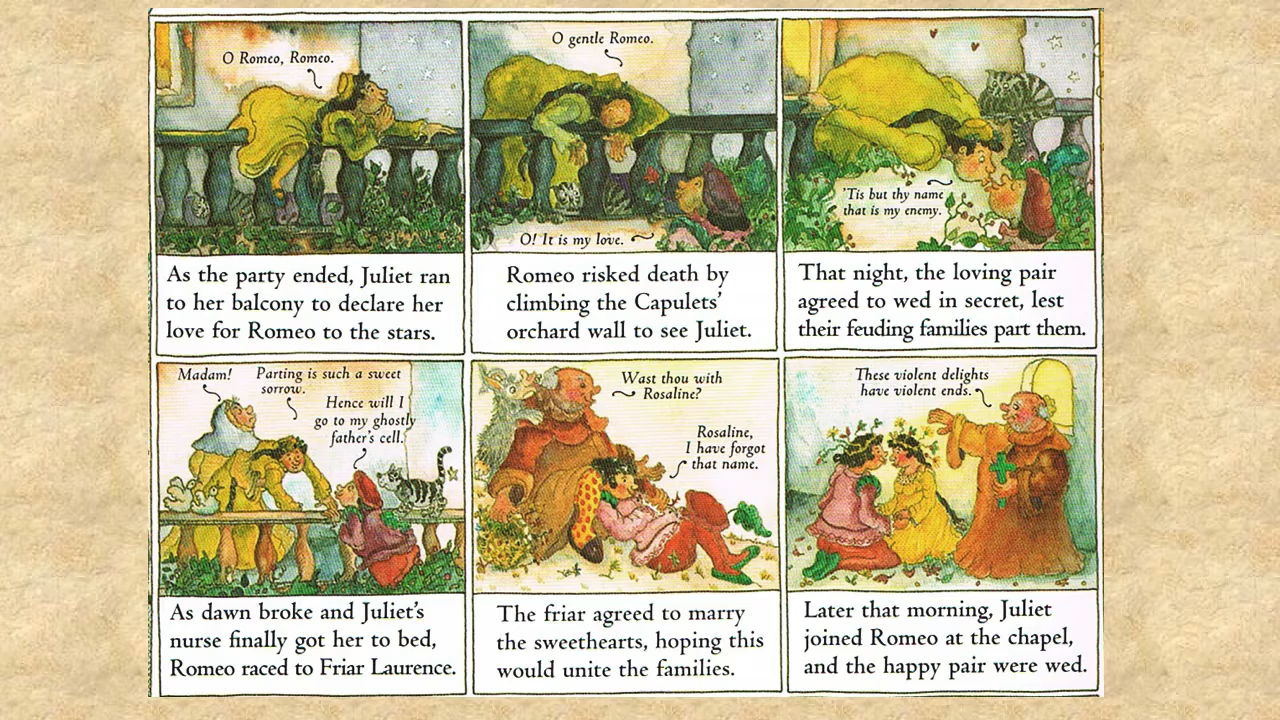 O Romeo, Romeo.
As the party ended, Juliet ran
to her balcony to declare her
love for Romeo to the stars.
O gentle Romeo.
O! It is my love.
Romeo risked death by
climbing the Capulets'
orchard wall to see Juliet.
'Tis but thy name
that is my enemy.
That night, the loving pair
agreed to wed in secret, lest
their feuding families part them.
Madam!
Parting is such a sweet
sorrow.
Hence will I
go to my ghostly
father's cell.
As dawn broke and Juliet's
nurse finally got her to bed,
Romeo raced to Friar Laurence.
Wast thou with
Rosaline?
Rosaline,
I have forgot
that name.
The friar agreed to marry
the sweethearts, hoping this
would unite the families.
These violent delights
have violent ends.
Later that morning, Juliet
joined Romeo at the chapel,
and the happy pair were wed.